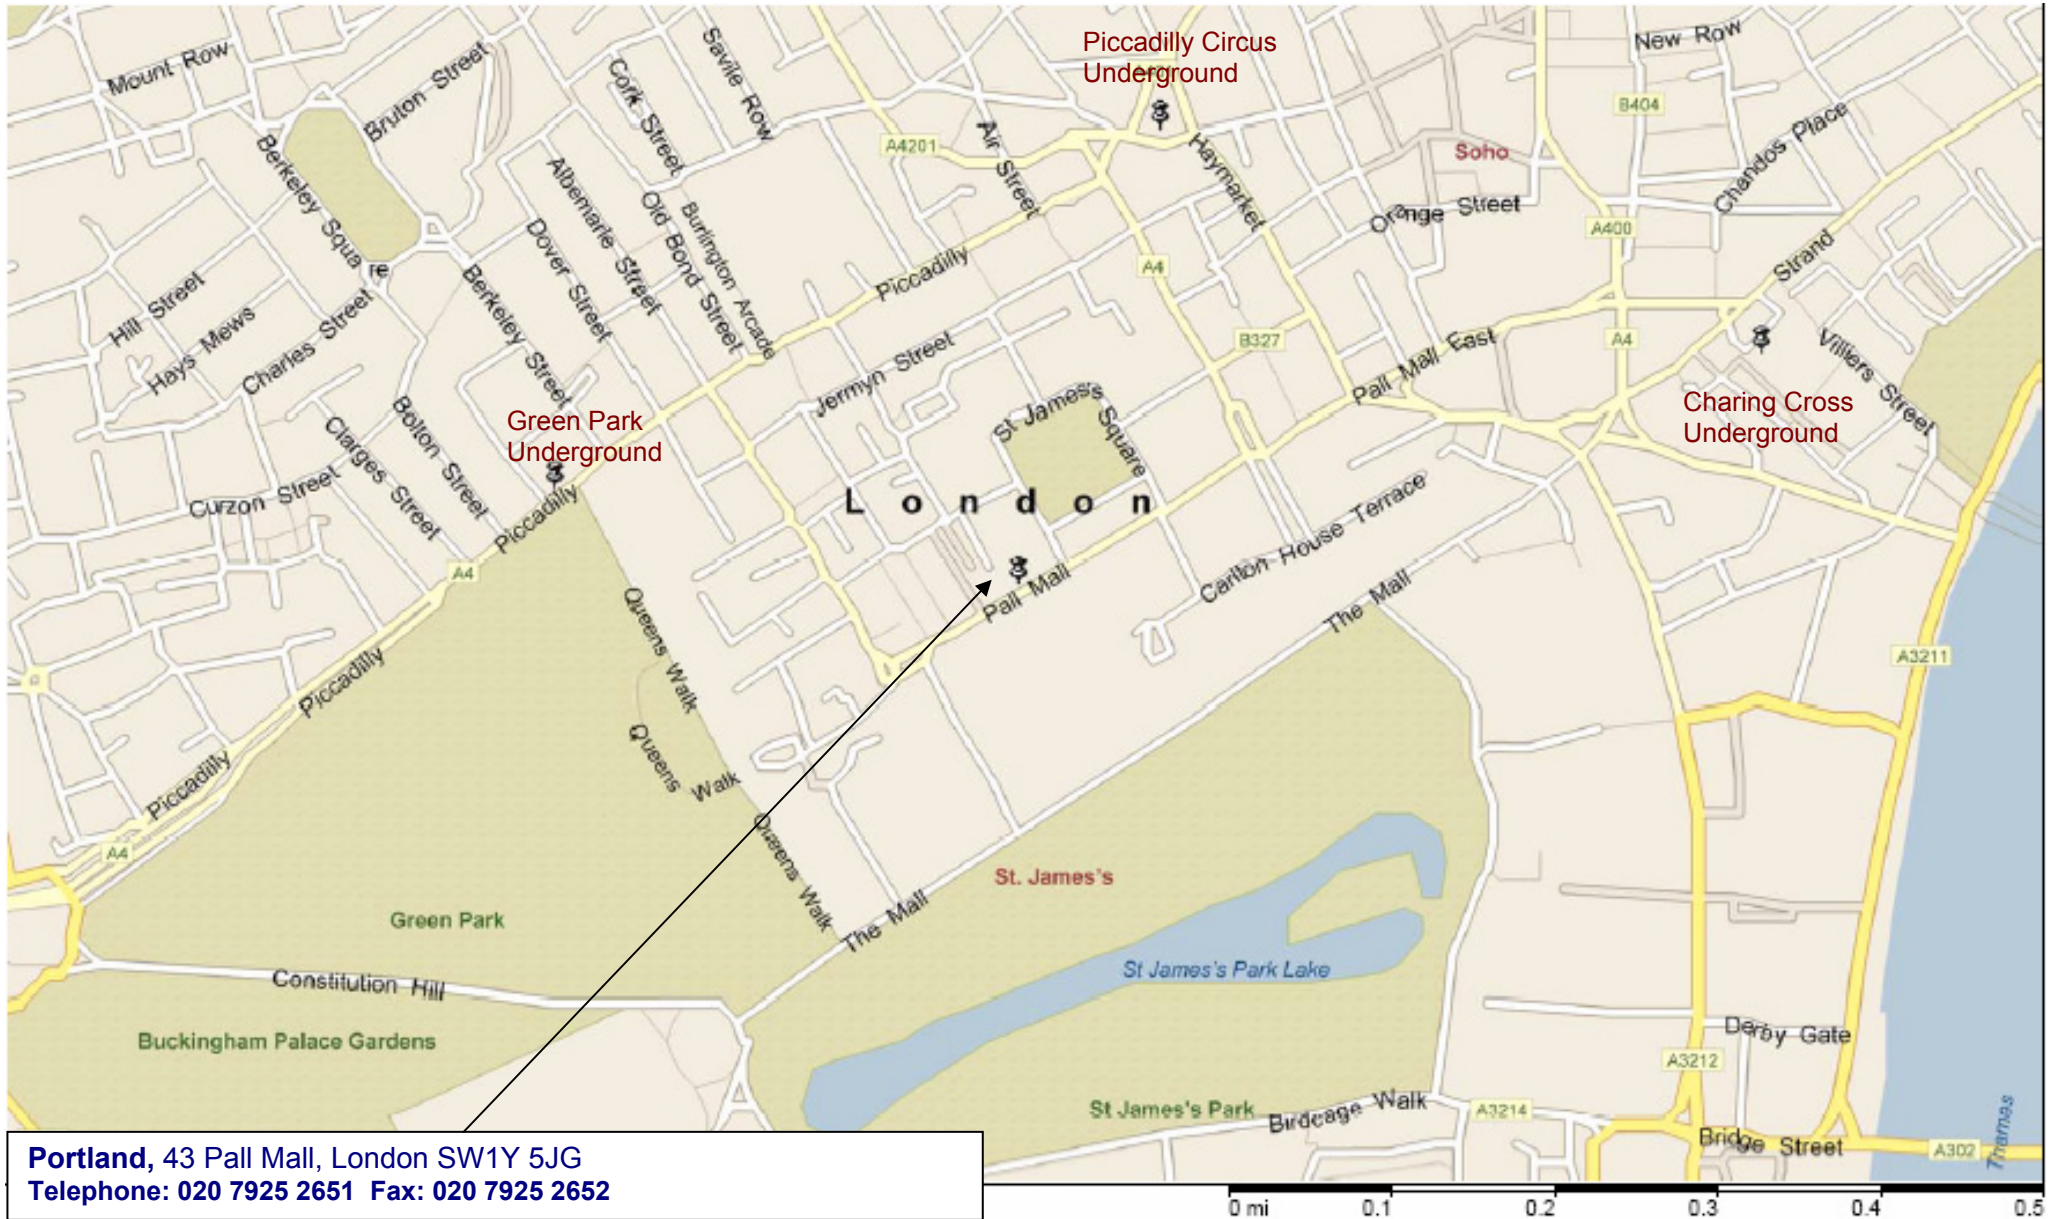 Mount Row
Bruton Street
Cork Street
Savile Row
Piccadilly Circus
Underground
New Row
B404
Chandos Place
A4201
Air Street
Haymarket
Soho
Berkeley Squa re
Albemarle Street
Old Bond Street
Burlington Arcade
Dover Street
Orange Street
A400
Strand
Piccadilly
A4
Hill Street
Hays Mews
Charles Street
Berkeley Street
Jermyn Street
B327
Pall Mall East
A4
Villiers Street
Green Park
Underground
St Jamess Square
Charing Cross
Underground
Bolton Street
Clarges Street
Curzon Street
Piccadilly
London
A4
Pall Mall
Carlton House Terrace
The Mall
Queens Walk
Piccadilly
A3211
Queens Walk
Piccadilly
A4
Queens Walk
St. James's
Green Park
The Mall
St James's Park Lake
Constitution Hill
Buckingham Palace Gardens
Derby Gate
A3212
St James's Park
Birdcage Walk
A3214
Bridge Street
A302
Thames
Portland, 43 Pall Mall, London SW1Y 5JG
Telephone: 020 7925 2651 Fax: 020 7925 2652
0 mi 0.1 0.2 0.3 0.4 0.5